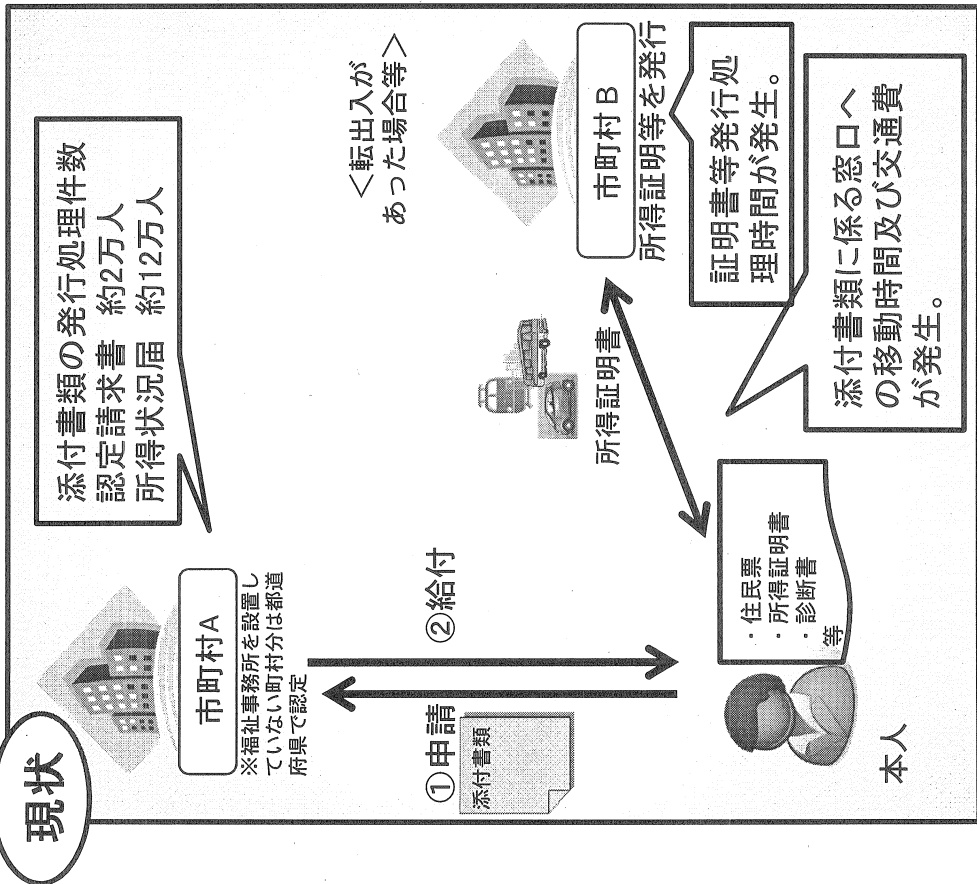 現状
添付書類の発行処理件数
認定請求書　約2万人
所得状況届　約12万人
市町村A
※福祉事務所を設置し
ていない町村分は都道
府県で認定
＜転出入が
あった場合等＞
市町村B
所得証明等を発行
証明書等発行処
理時間が発生。
①申請
添付書類
②給付
所得証明書
添付書類に係る窓口へ
の移動時間及び交通費
が発生。
・住民票
・所得証明書
・診断書
等
本人